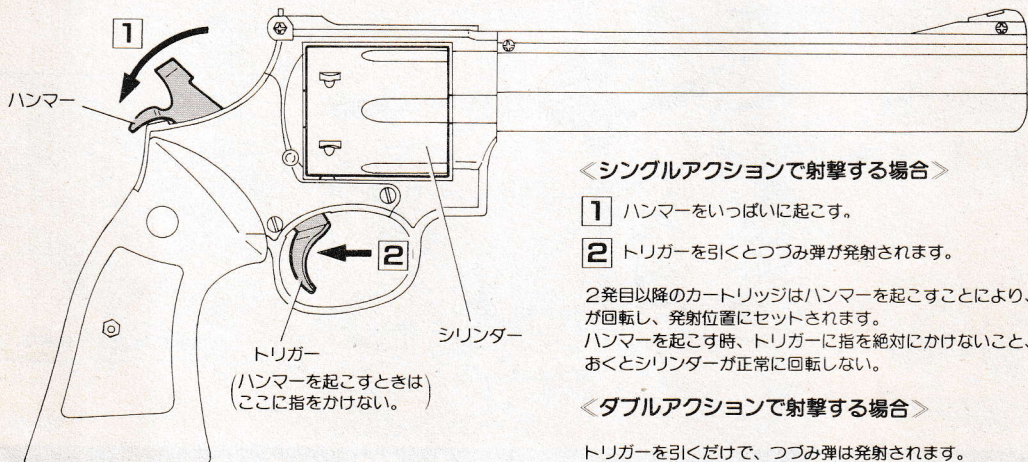 1
ハンマー
≪シングルアクションで射撃する場合≫
1 ハンマーをいっぱいに起こす。
2 トリガーを引くとつづみ弾が発射されます。
2
2発目以降のカートリッジはハンマーを起こすことにより、
が回転し、発射位置にセットされます。
ハンマーを起こす時、トリガーに指を絶対にかけないこと、
おくとシリンダーが正常に回転しない。
シリンダー
トリガー
(ハンマーを起こすときは
ここに指をかけない。)
≪ダブルアクションで射撃する場合≫
トリガーを引くだけで、つづみ弾は発射されます。